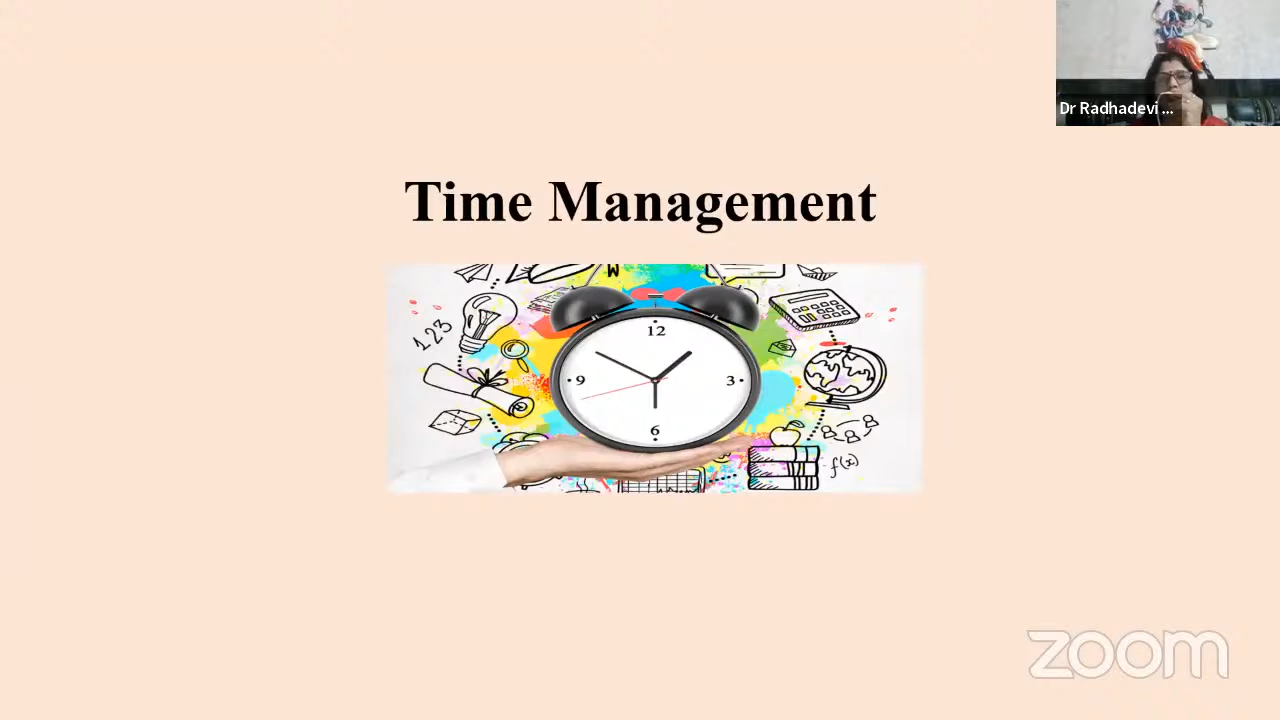 Dr Radhadevi ...
Time Management
W
12
3
6
9
123
f(x)
zoom